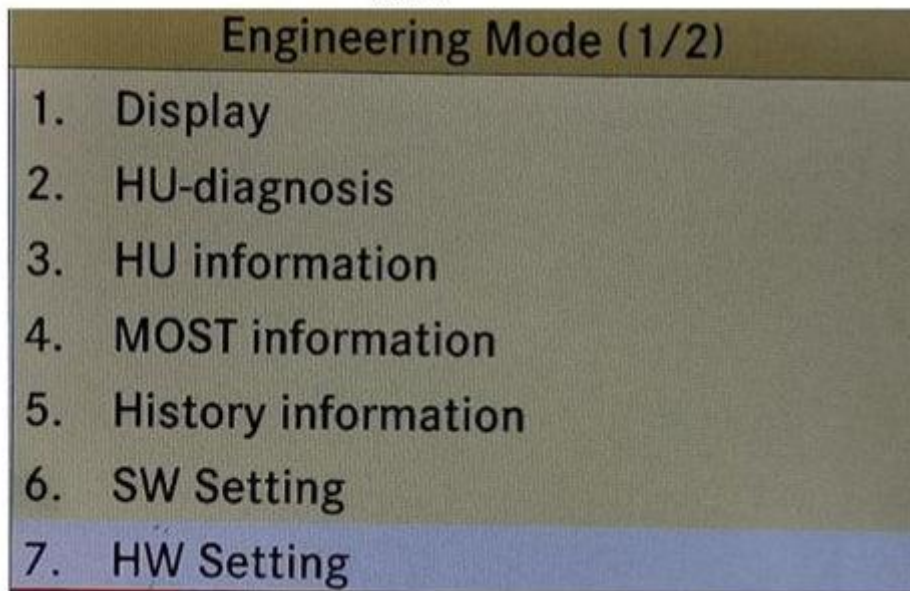 Engineering Mode (1/2)
1. Display
2. HU-diagnosis
3. HU information
4. MOST information
5. History information
6. SW Setting
7. HW Setting